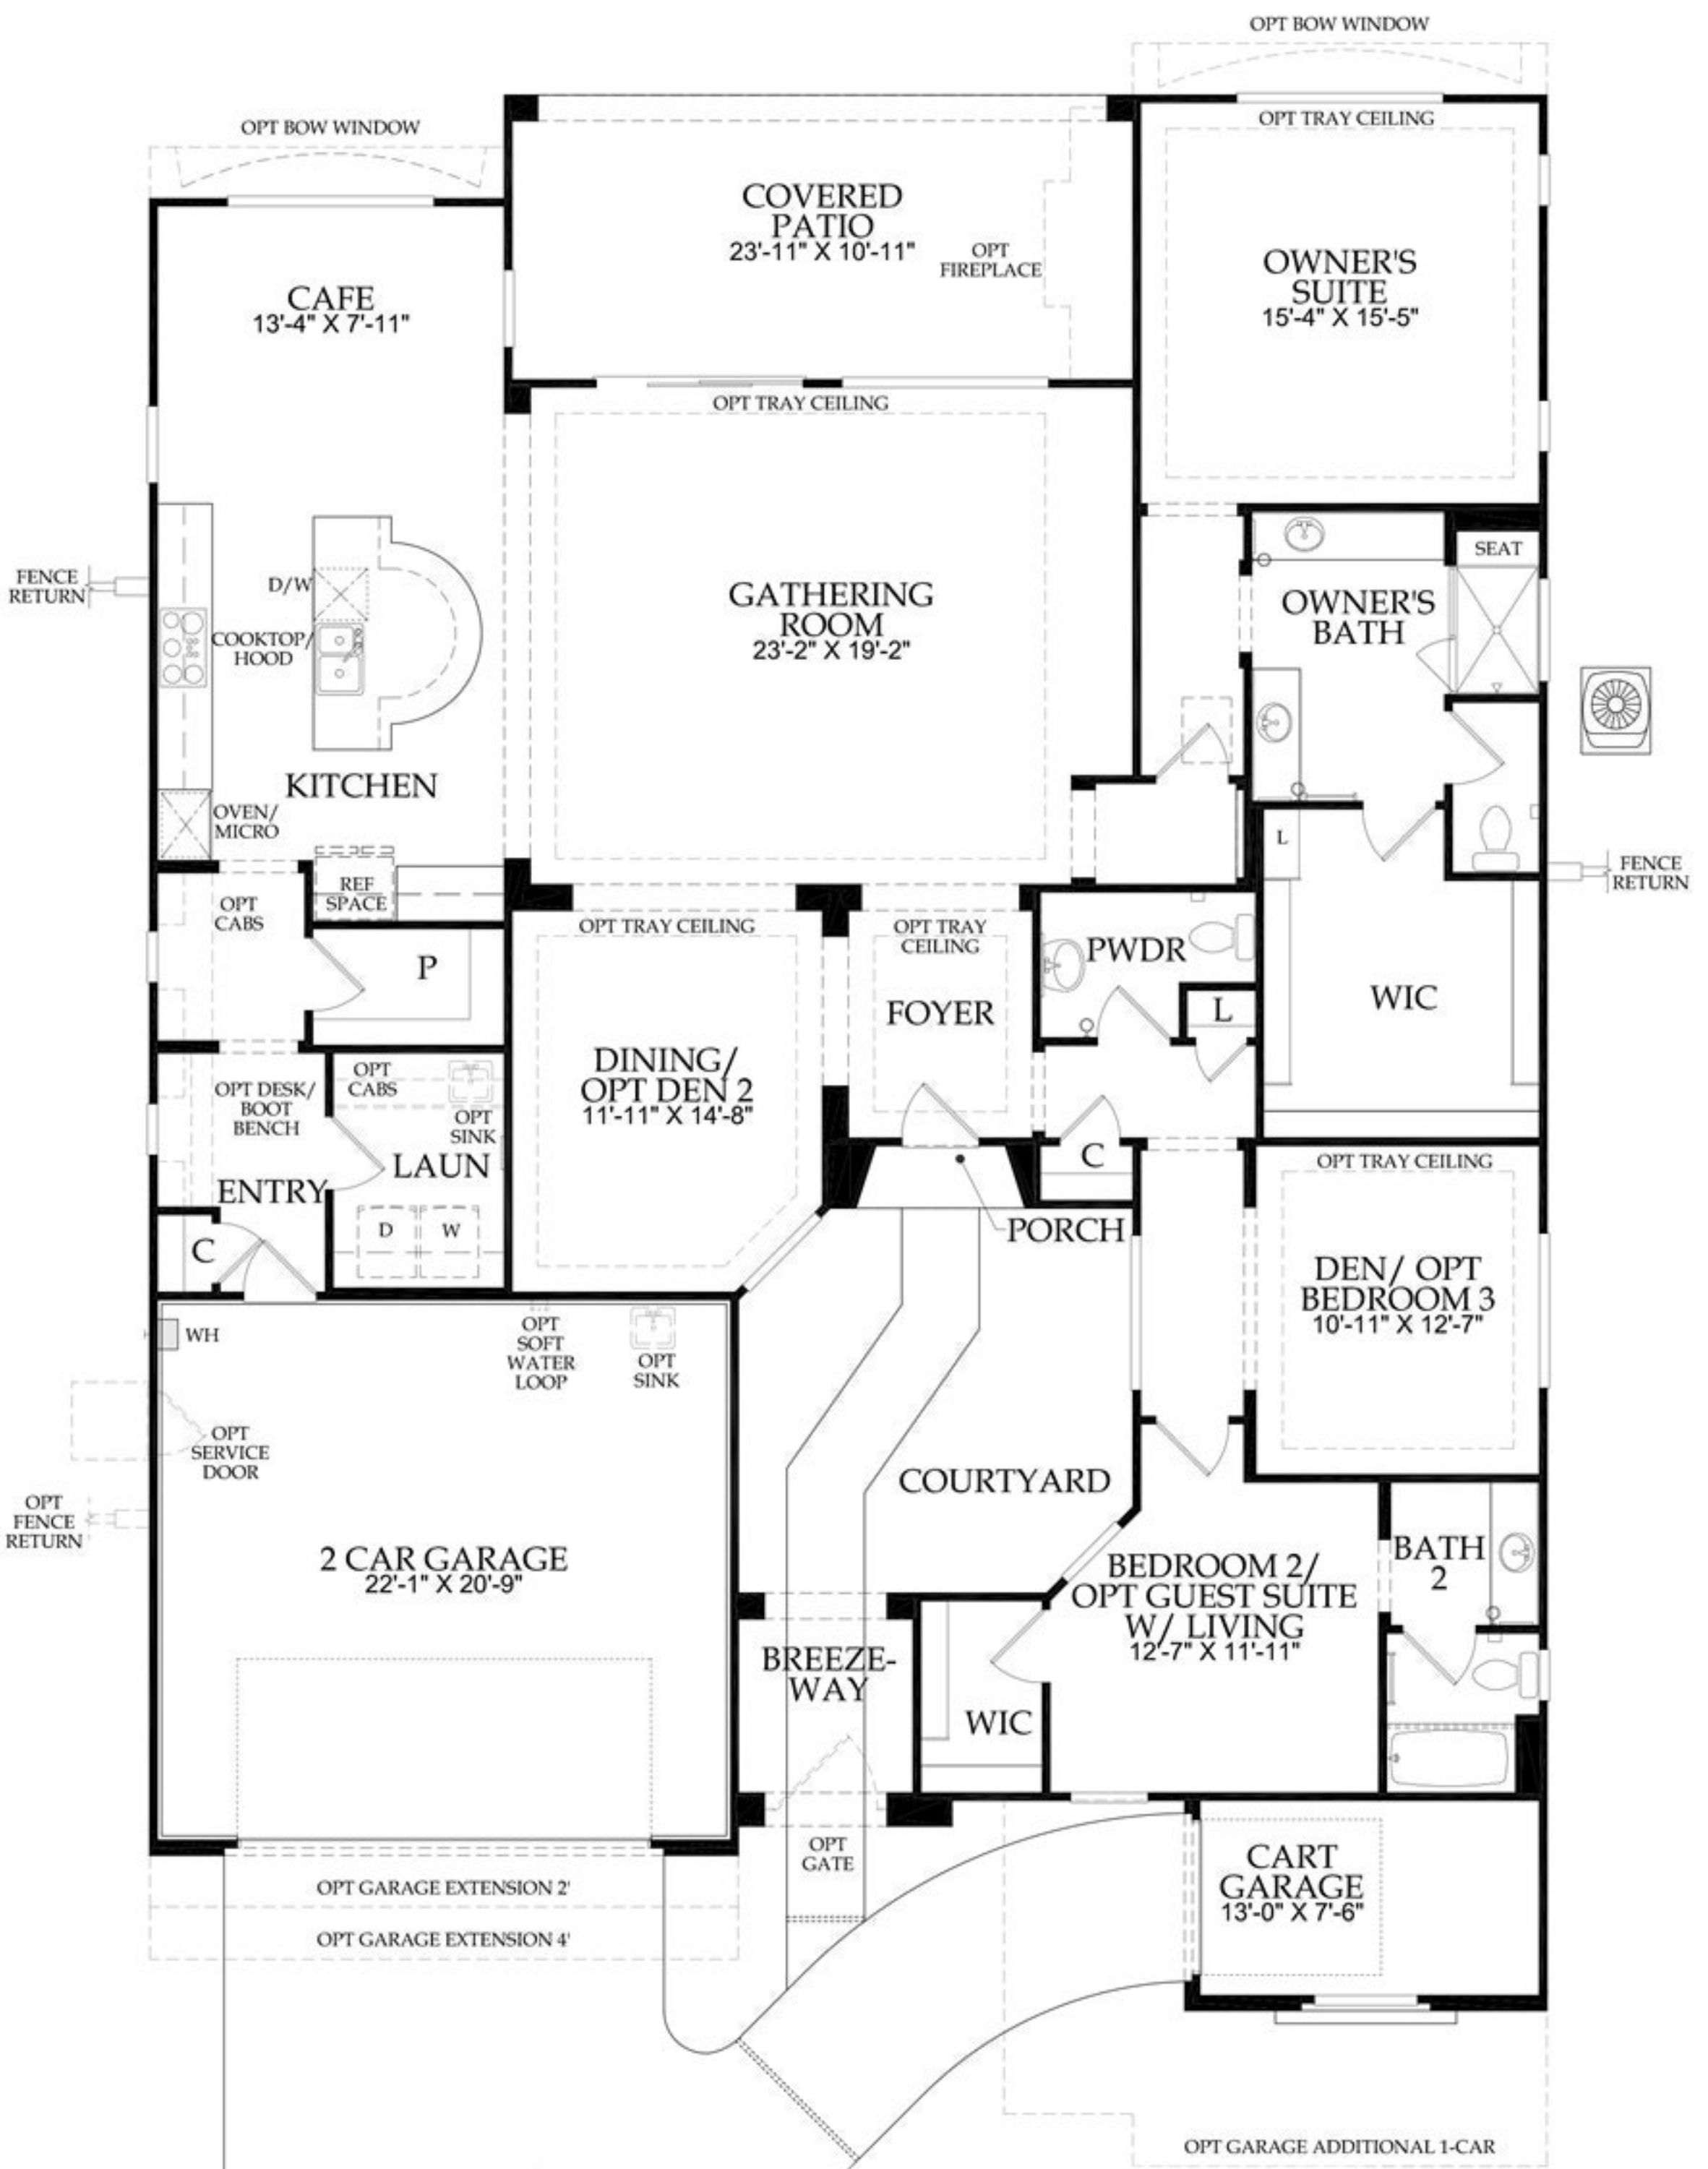 OPT BOW WINDOW
OPT TRAY CEILING
OPT BOW WINDOW
COVERED
PATIO
23'-11" X 10'-11"
OPT
FIREPLACE
OWNER'S
SUITE
15'-4" X 15'-5"
CAFE
13'-4" X 7'-11"
OPT TRAY CEILING
SEAT
FENCE
RETURN
D/W
COOKTOP/
HOOD
GATHERING
ROOM
23'-2" X 19'-2"
OWNER'S
BATH
KITCHEN
OVEN/
MICRO
L
REF
SPACE
FENCE
RETURN
OPT
CABS
OPT TRAY CEILING
OPT TRAY
CEILING
PWDR
P
WIC
FOYER
L
DINING/
OPT DEN 2
11'-11" X 14'-8"
OPT
CABS
OPT DESK/
BOOT
BENCH
OPT
SINK
LAUN
ENTRY
C
OPT TRAY CEILING
D
W
PORCH
C
DEN/ OPT
BEDROOM 3
10'-11" X 12'-7"
WH
OPT
SOFT
WATER
LOOP
OPT
SINK
OPT
SERVICE
DOOR
COURTYARD
OPT
FENCE
RETURN
2 CAR GARAGE
22'-1" X 20'-9"
BEDROOM 2/
OPT GUEST SUITE
W/ LIVING
12'-7" X 11'-11"
BATH
2
BREEZE-
WAY
WIC
OPT
GATE
CART
GARAGE
13'-0" X 7'-6"
OPT GARAGE EXTENSION 2'
OPT GARAGE EXTENSION 4'
OPT GARAGE ADDITIONAL 1-CAR